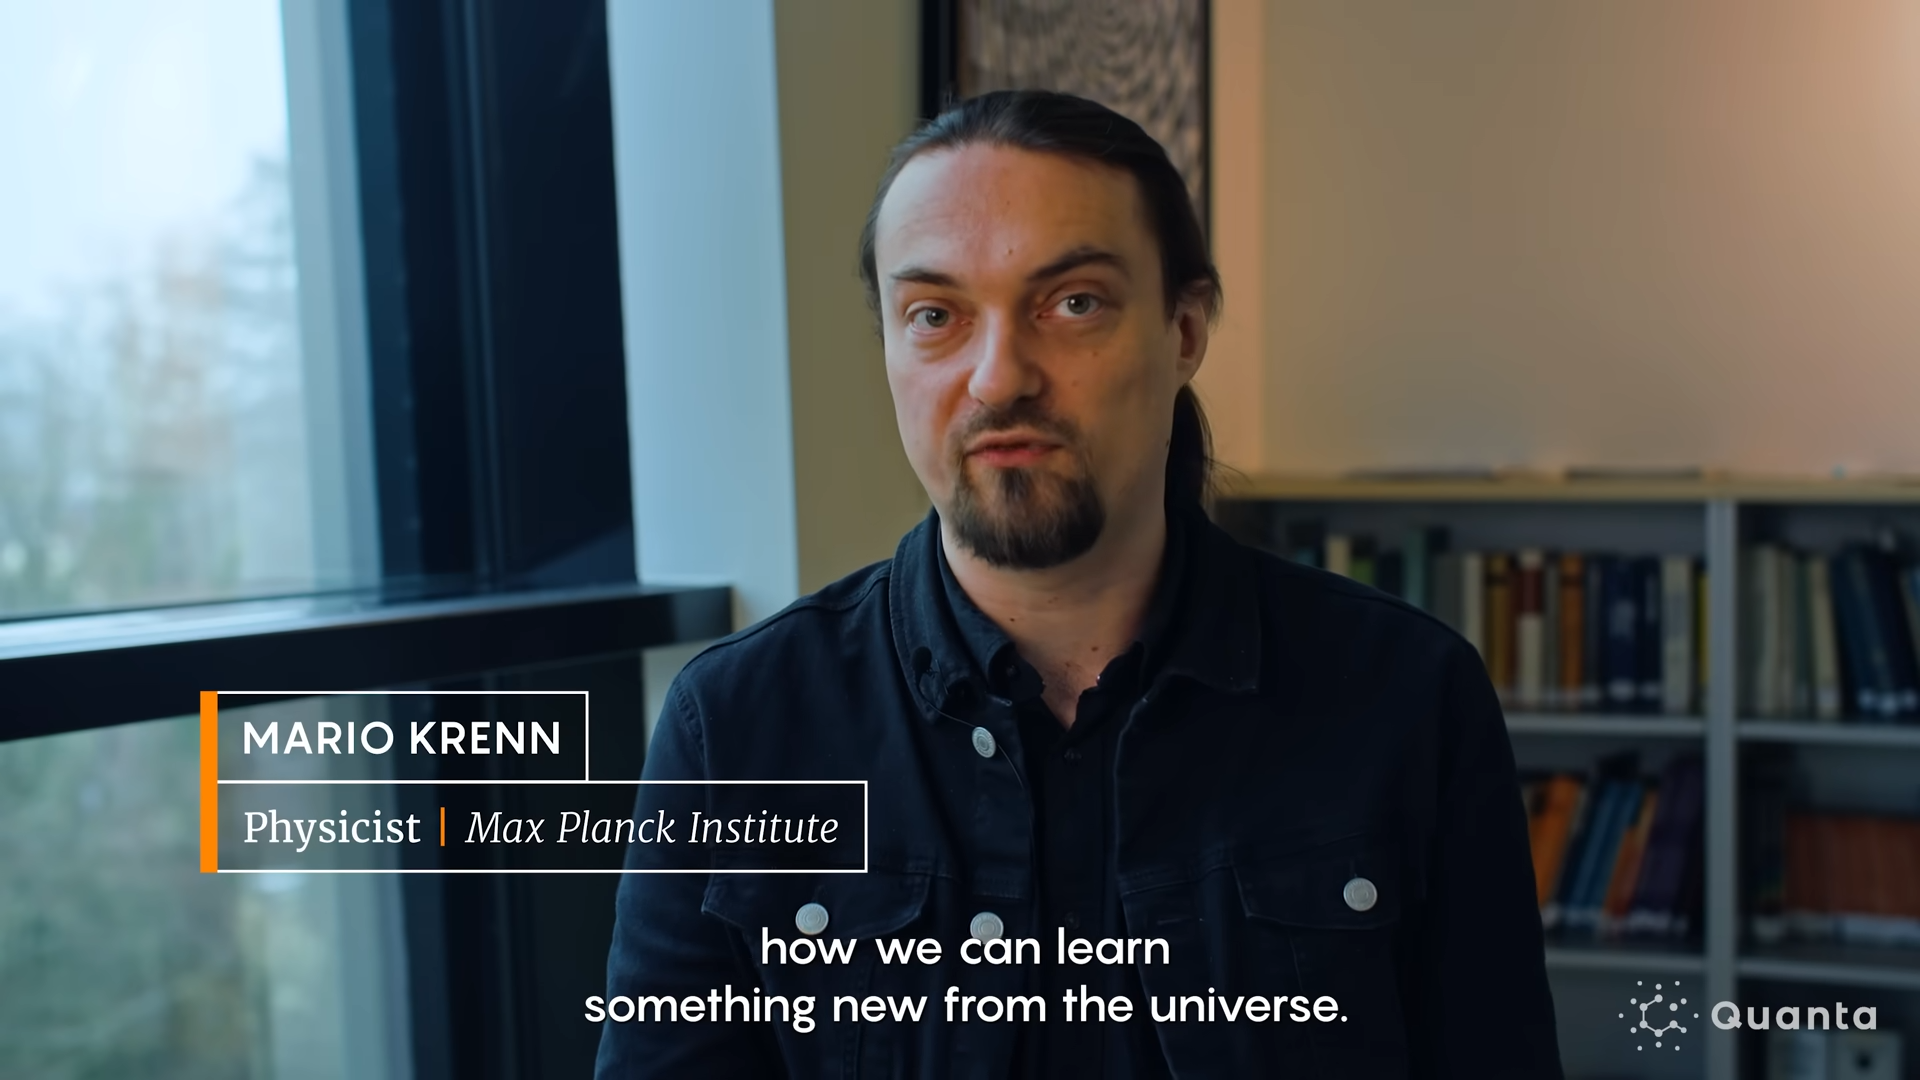 MARIO KRENN
Physicist | Max Planck Institute
how we can learn
something new from the universe.
Quanta